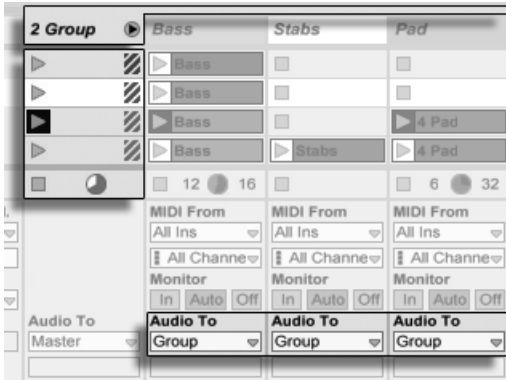 2 Group Bass Stabs Pad
Bass
Bass
Bass 4 Pad
Bass Stabs 4 Pad
12 16 6 32
MIDI From MIDI From MIDI From
All Ins All Ins All Ins
All Channe All Channe All Channe
Monitor Monitor Monitor
In Auto Off In Auto Off In Auto Off
Audio To Audio To Audio To Audio To
Master Group Group Group